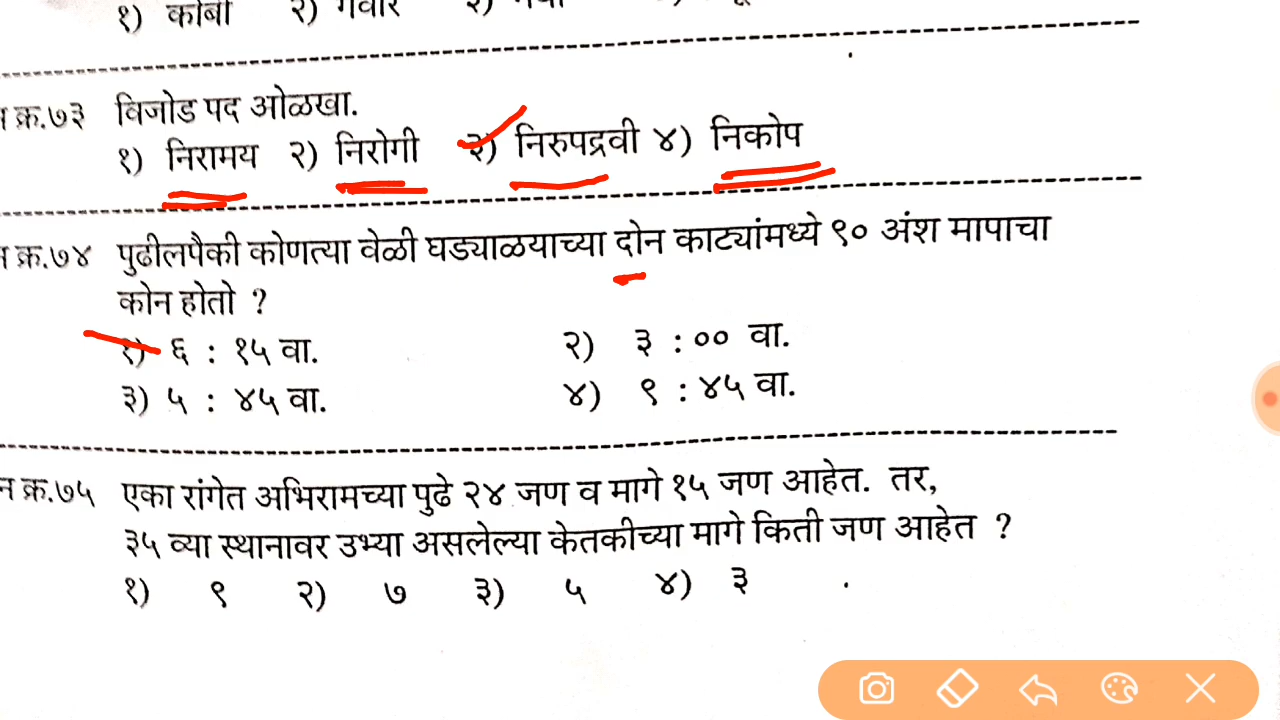 १) कोबी २) गवार ३)
क्र.७३ विजोड पद ओळखा.
१) निरामय २) निरोगी ३) निरुपद्रवी ४) निकोप
क्र.७४ पुढीलपैकी कोणत्या वेळी घड्याळयाच्या दोन काट्यांमध्ये ९० अंश मापाचा
कोन होतो ?
१) ६ : १५ वा. २) ३ : ०० वा.
३) ५ : ४५ वा. ४) ९ : ४५ वा.
न क्र.७५ एका रांगेत अभिरामच्या पुढे २४ जण व मागे १५ जण आहेत. तर,
३५ व्या स्थानावर उभ्या असलेल्या केतकीच्या मागे किती जण आहेत ?
१) ९ २) ७ ३) ५ ४) ३